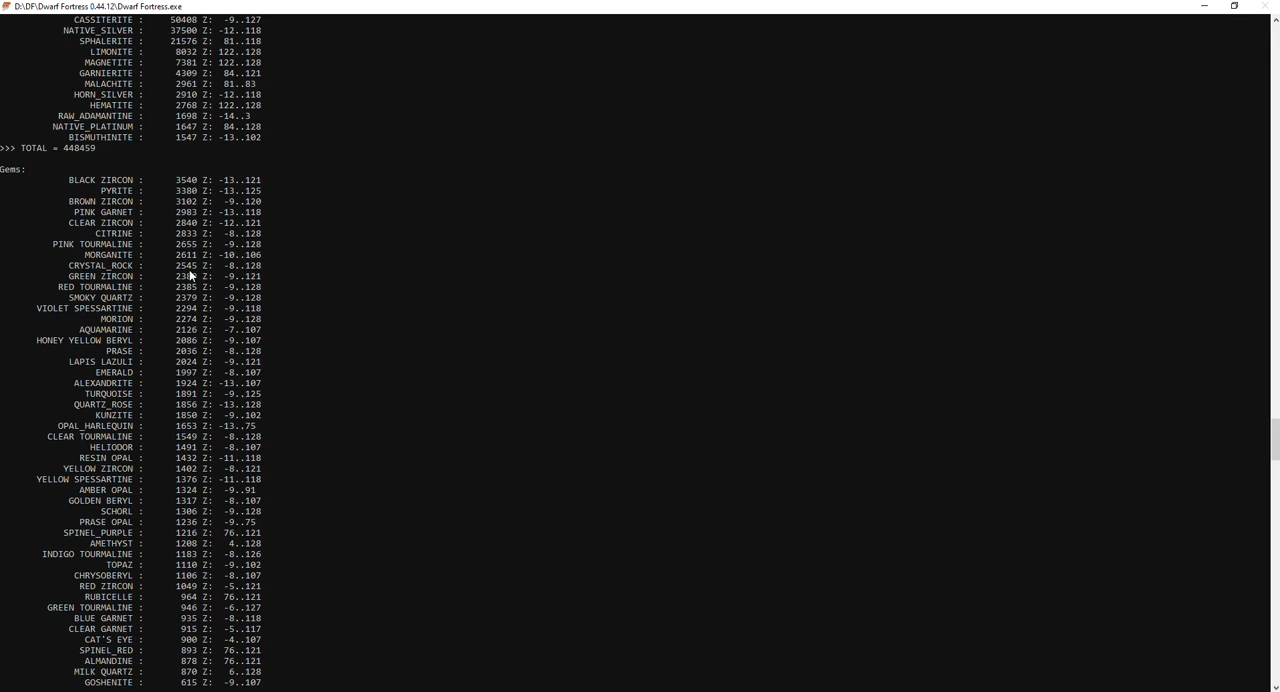 D:\DF\Dwarf Fortress 0.44.12\Dwarf Fortress.exe
CASSITERITE : 50408 Z: -9..127
NATIVE_SILVER : 37500 Z: -12..118
SPHALERITE : 21576 Z: 81..118
LIMONITE : 8032 Z: 122..128
MAGNETITE : 7381 Z: 122..128
GARNIERITE : 4309 Z: 84..121
MALACHITE : 2961 Z: 81..83
HORN_SILVER : 2910 Z: -12..118
HEMATITE : 2768 Z: 122..128
RAW_ADAMANTINE : 1698 Z: -14..3
NATIVE_PLATINUM : 1647 Z: 84..128
BISMUTHINITE : 1547 Z: -13..102
>>> TOTAL = 448459
Gems:
BLACK ZIRCON : 3540 Z: -13..121
PYRITE : 3380 Z: -13..125
BROWN ZIRCON : 3102 Z: -9..120
PINK GARNET : 2983 Z: -13..118
CLEAR ZIRCON : 2840 Z: -12..121
CITRINE : 2833 Z: -8..128
PINK TOURMALINE : 2655 Z: -9..128
MORGANITE : 2611 Z: -10..106
CRYSTAL_ROCK : 2545 Z: -8..128
GREEN ZIRCON : Z: -9..121
RED TOURMALINE : 2385 Z: -9..128
SMOKY QUARTZ : 2379 Z: -9..128
VIOLET SPESSARTINE : 2294 Z: -9..118
MORION : 2274 Z: -9..128
AQUAMARINE : 2126 Z: -7..107
HONEY YELLOW BERYL : 2086 Z: -9..107
PRASE : 2036 Z: -8..128
LAPIS LAZULI : 2024 Z: -9..121
EMERALD : 1997 Z: -8..107
ALEXANDRITE : 1924 Z: -13..107
TURQUOISE : 1891 Z: -9..125
QUARTZ_ROSE : 1856 Z: -13..128
KUNZITE : 1850 Z: -9..102
OPAL_HARLEQUIN : 1653 Z: -13..75
CLEAR TOURMALINE : 1549 Z: -8..128
HELIODOR : 1491 Z: -8..107
RESIN OPAL : 1432 Z: -11..118
YELLOW ZIRCON : 1402 Z: -8..121
YELLOW SPESSARTINE : 1376 Z: -11..118
AMBER OPAL : 1324 Z: -9..91
GOLDEN BERYL : 1317 Z: -8..107
SCHORL : 1306 Z: -9..128
PRASE OPAL : 1236 Z: -9..75
SPINEL_PURPLE : 1216 Z: 76..121
AMETHYST : 1208 Z: 4..128
INDIGO TOURMALINE : 1183 Z: -8..126
TOPAZ : 1110 Z: -9..102
CHRYSOBERYL : 1106 Z: -8..107
RED ZIRCON : 1049 Z: -5..121
RUBICELLE : 964 Z: 76..121
GREEN TOURMALINE : 946 Z: -6..127
BLUE GARNET : 935 Z: -8..118
CLEAR GARNET : 915 Z: -5..117
CAT'S EYE : 900 Z: -4..107
SPINEL_RED : 893 Z: 76..121
ALMANDINE : 878 Z: 76..121
MILK QUARTZ : 870 Z: 6..128
GOSHENITE : 615 Z: -9..107